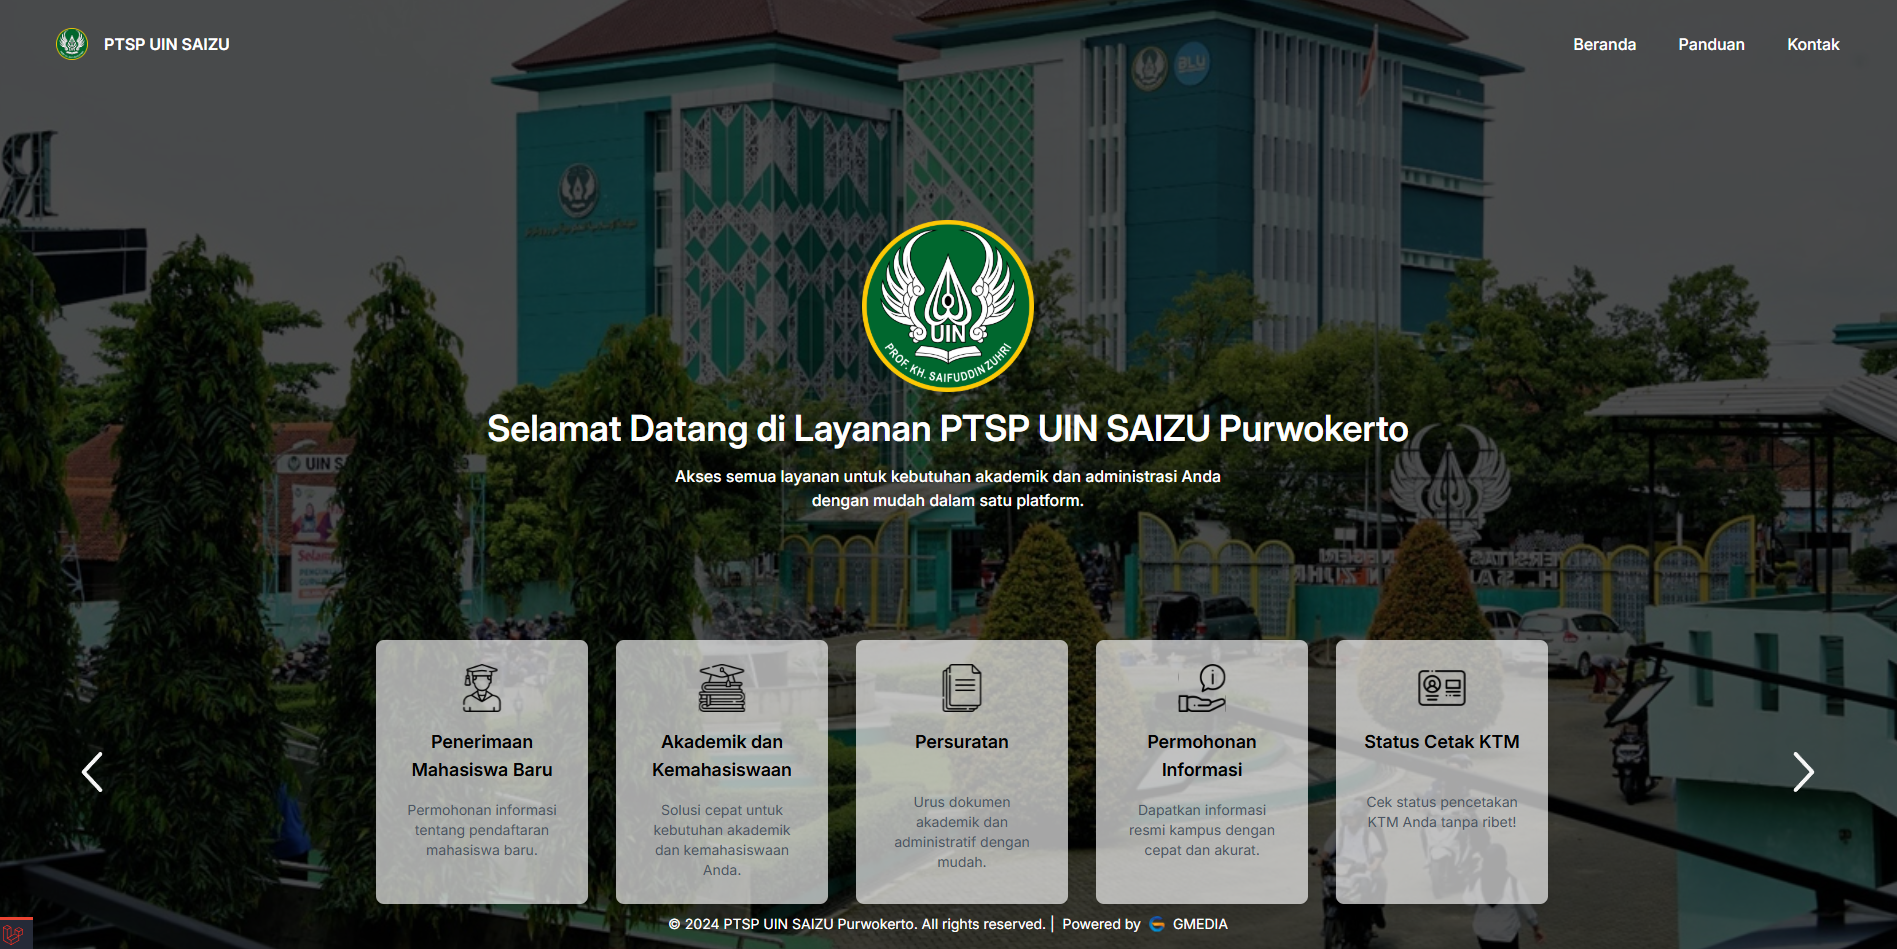 PTSP UIN SAIZU
Beranda
Panduan
Kontak
BLU
UIN
PROF. KH. SAIFUDDIN ZUHRI
Selamat Datang di Layanan PTSP UIN SAIZU Purwokerto
Akses semua layanan untuk kebutuhan akademik dan administrasi Anda
dengan mudah dalam satu platform.
UIN
Penerimaan
Mahasiswa Baru
Permohonan informasi
tentang pendaftaran
mahasiswa baru.
Akademik dan
Kemahasiswaan
Solusi cepat untuk
kebutuhan akademik
dan kemahasiswaan
Anda.
Persuratan
Urus dokumen
akademik dan
administratif dengan
mudah.
Permohonan
Informasi
Dapatkan informasi
resmi kampus dengan
cepat dan akurat.
Status Cetak KTM
Cek status pencetakan
KTM Anda tanpa ribet!
© 2024 PTSP UIN SAIZU Purwokerto. All rights reserved. | Powered by GMEDIA